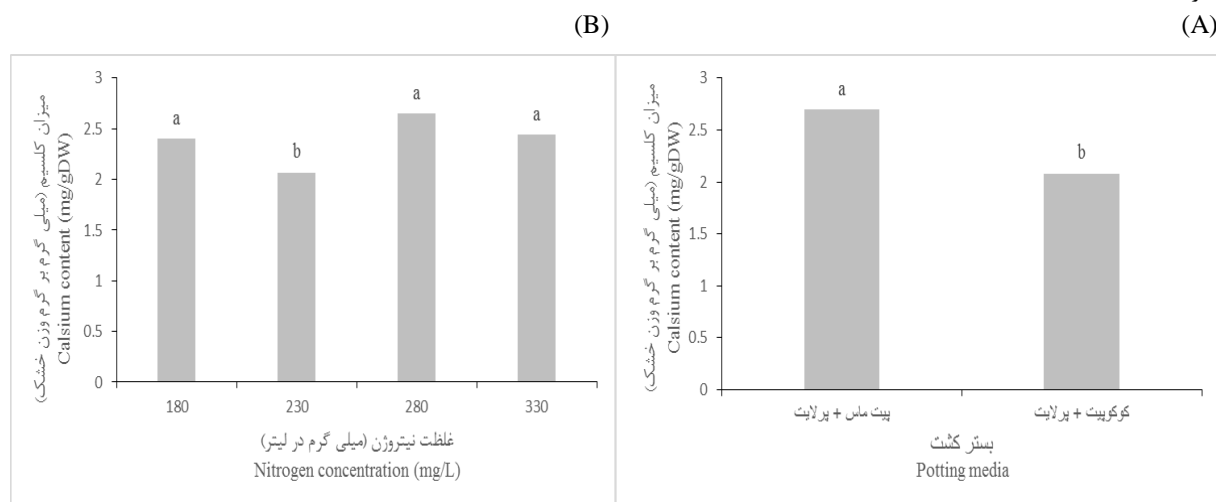 (B)
(A)
میزان کلسیم (میلی گرم بر گرم وزن خشک)
Calsium content (mg/gDW)
3
2.5
2
1.5
1
0.5
0
a
b
a
a
180
230
280
330
غلظت نیتروژن (میلی گرم در لیتر)
Nitrogen concentration (mg/L)
میزان کلسیم (میلی گرم بر گرم وزن خشک)
Calsium content (mg/gDW)
3
2.5
2
1.5
1
0.5
0
a
b
پیت ماس + پرلایت
کوکوپیت + پرلایت
بستر کشت
Potting media